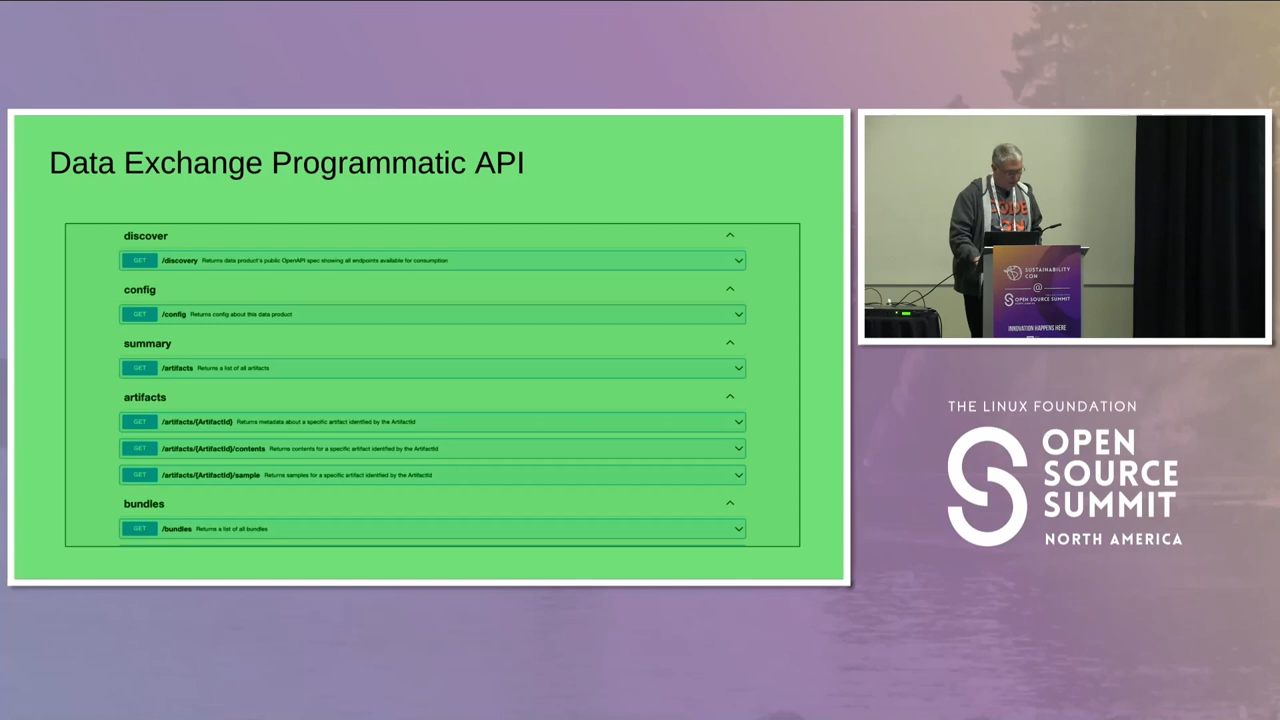 Data Exchange Programmatic API
discover
GET /discovery Returns data product's public OpenAPI spec showing all endpoints available for consumption
config
GET /config Returns config about this data product
summary
GET /artifacts Returns a list of all artifacts
artifacts
GET /artifacts/{ArtifactId} Returns metadata about a specific artifact identified by the ArtifactId
GET /artifacts/{ArtifactId}/contents Returns contents for a specific artifact identified by the ArtifactId
GET /artifacts/{ArtifactId}/sample Returns samples for a specific artifact identified by the ArtifactId
bundles
GET /bundles Returns a list of all bundles
CODE
SUSTAINABILITY
CON
@
OPEN SOURCE SUMMIT
NORTH AMERICA
INNOVATION HAPPENS HERE
THE LINUX FOUNDATION
OPEN
SOURCE
SUMMIT
NORTH AMERICA